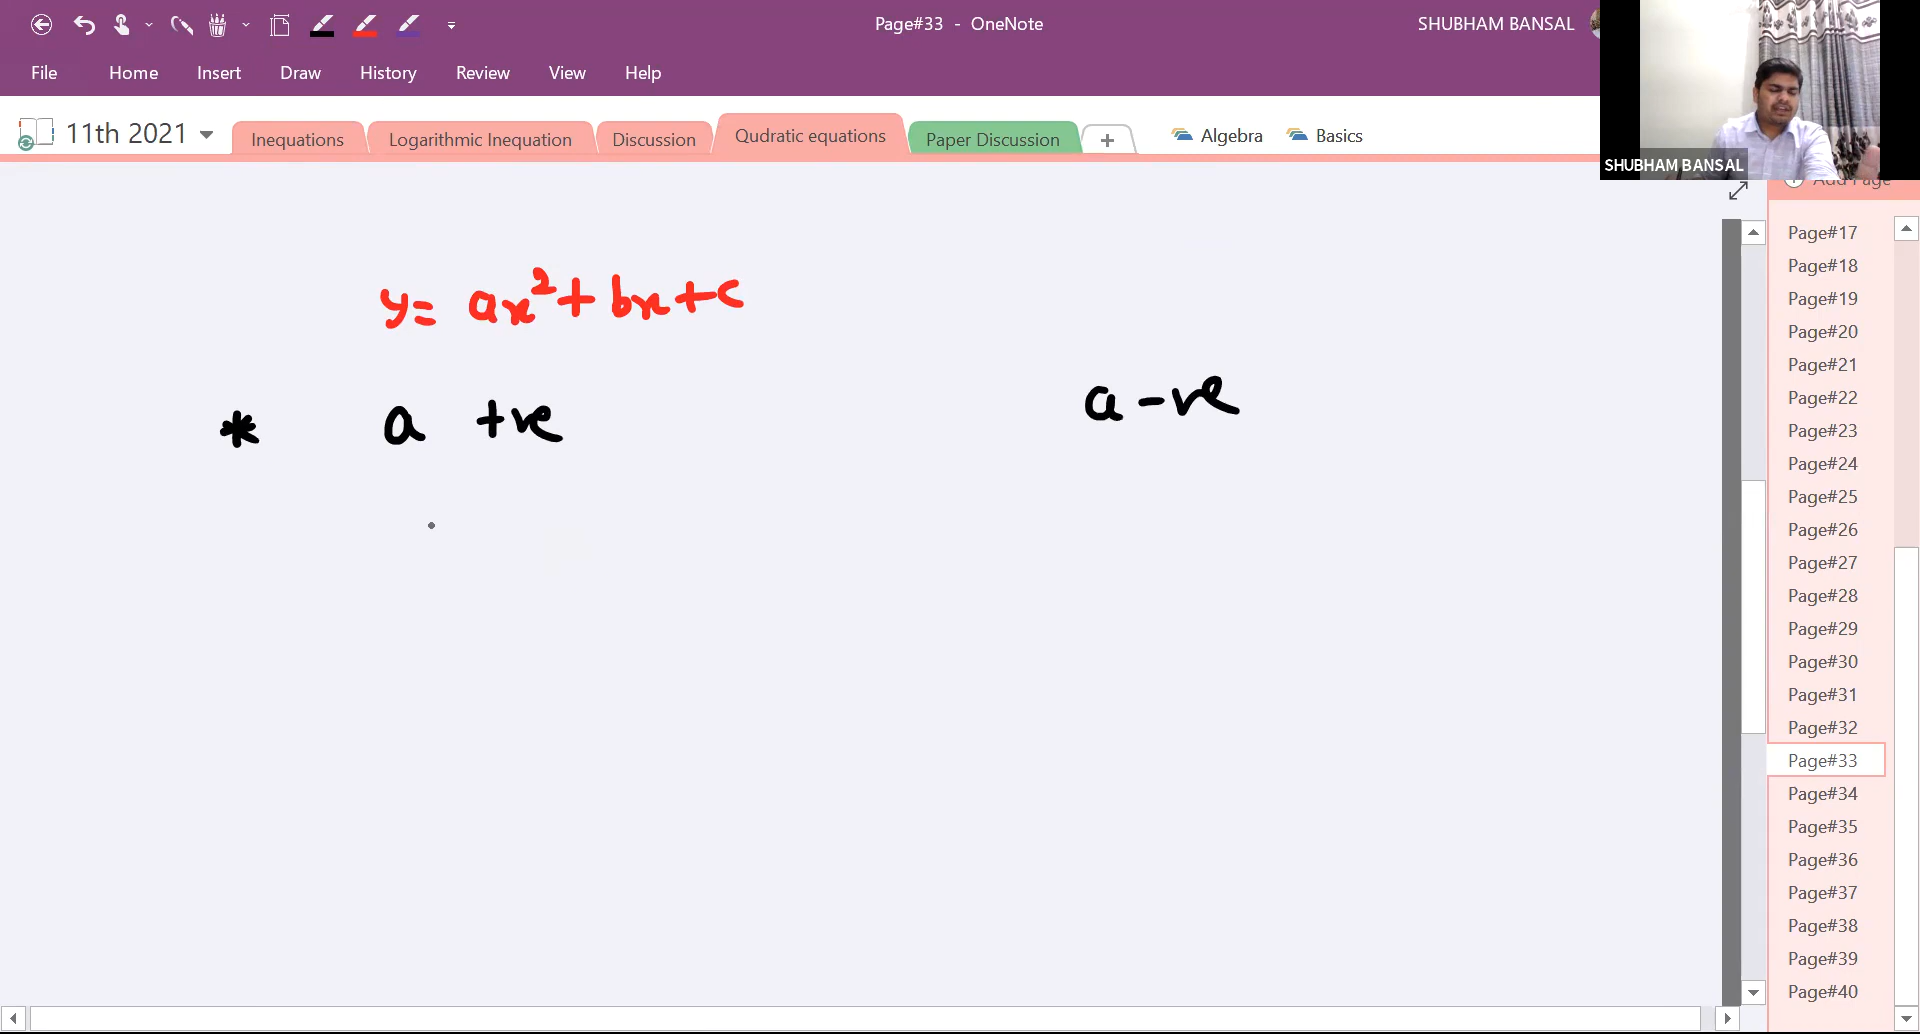 Page#33 - OneNote
SHUBHAM BANSAL
File Home Insert Draw History Review View Help
SHUBHAM BANSAL
11th 2021
Inequations
Logarithmic Inequation
Discussion
Qudratic equations
Paper Discussion
+
Algebra
Basics
Add Page
y = ax²+bx+c
* a +ve
a -ve
Page#17
Page#18
Page#19
Page#20
Page#21
Page#22
Page#23
Page#24
Page#25
Page#26
Page#27
Page#28
Page#29
Page#30
Page#31
Page#32
Page#33
Page#34
Page#35
Page#36
Page#37
Page#38
Page#39
Page#40